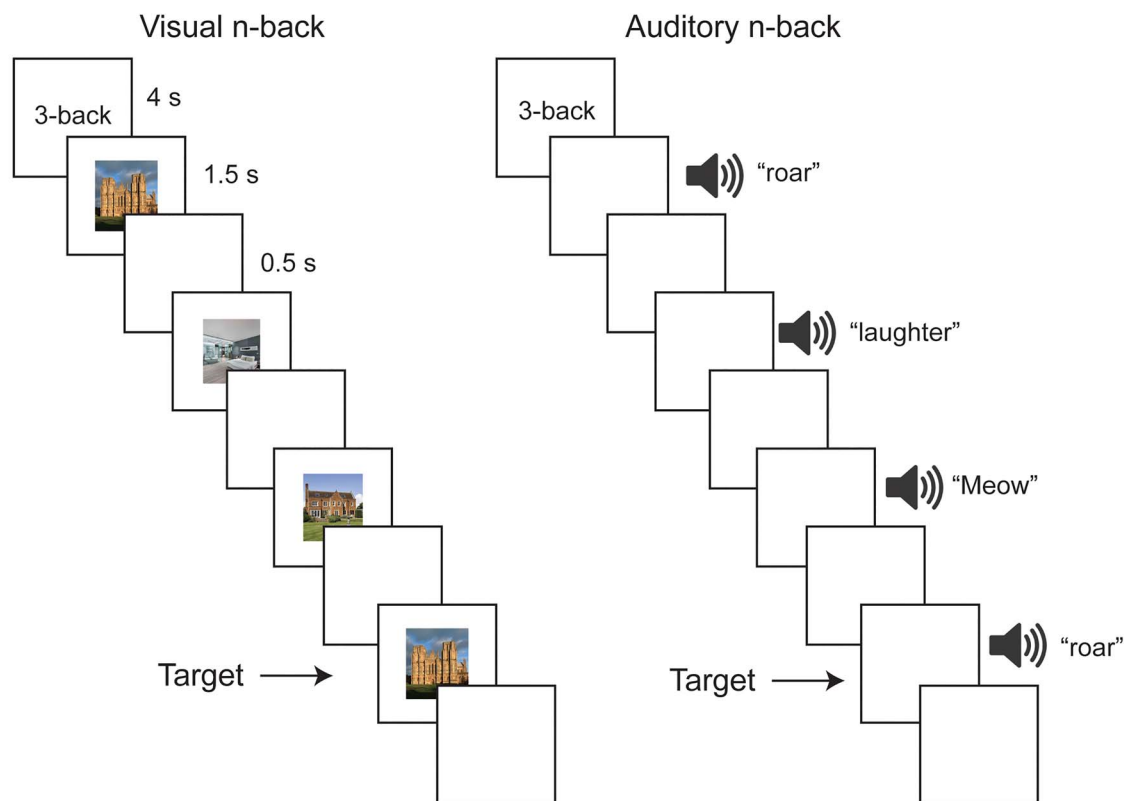 Visual n-back
3-back
4 s
1.5 s
0.5 s
Target
Auditory n-back
3-back
“roar”
“laughter”
“Meow”
“roar”
Target